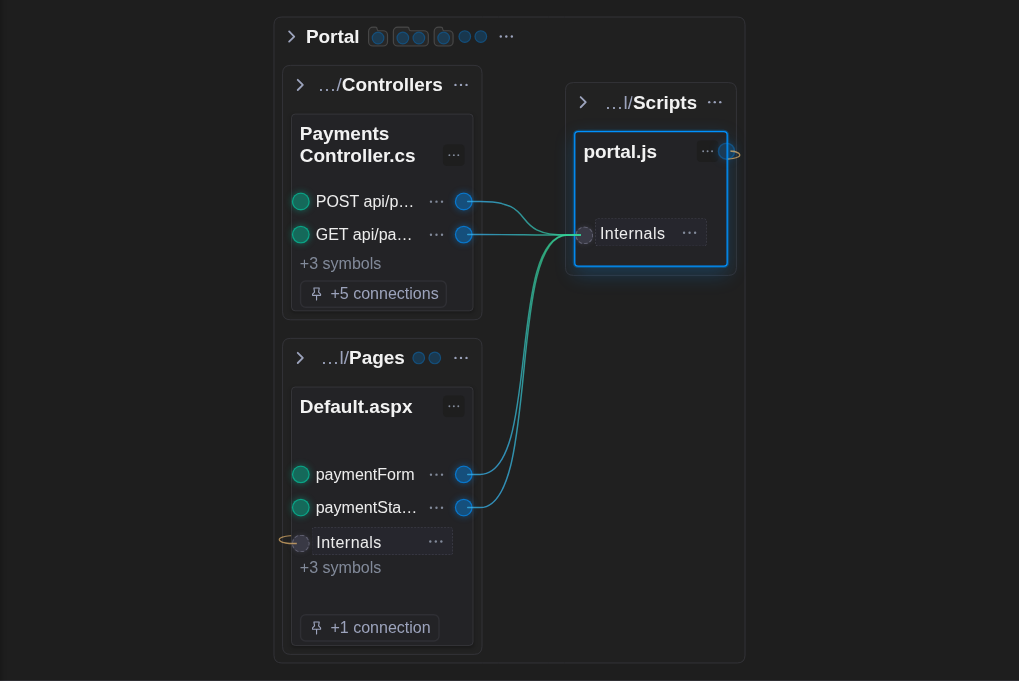 Portal
…/Controllers
Payments
Controller.cs
POST api/p…
GET api/pa…
+3 symbols
+5 connections
…l/Pages
Default.aspx
paymentForm
paymentSta…
Internals
+3 symbols
+1 connection
…l/Scripts
portal.js
Internals